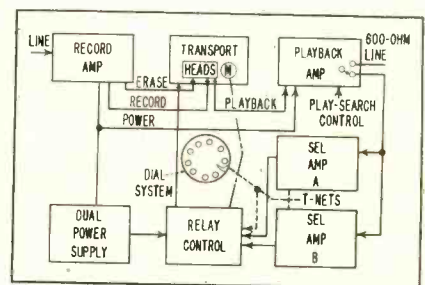 LINE
RECORD
AMP
TRANSPORT
HEADS
M
PLAYBACK
AMP
600-OHM
LINE
ERASE
RECORD
PLAYBACK
POWER
PLAY-SEARCH
CONTROL
DIAL
SYSTEM
SEL
AMP
A
T-NETS
DUAL
POWER
SUPPLY
RELAY
CONTROL
SEL
AMP
B